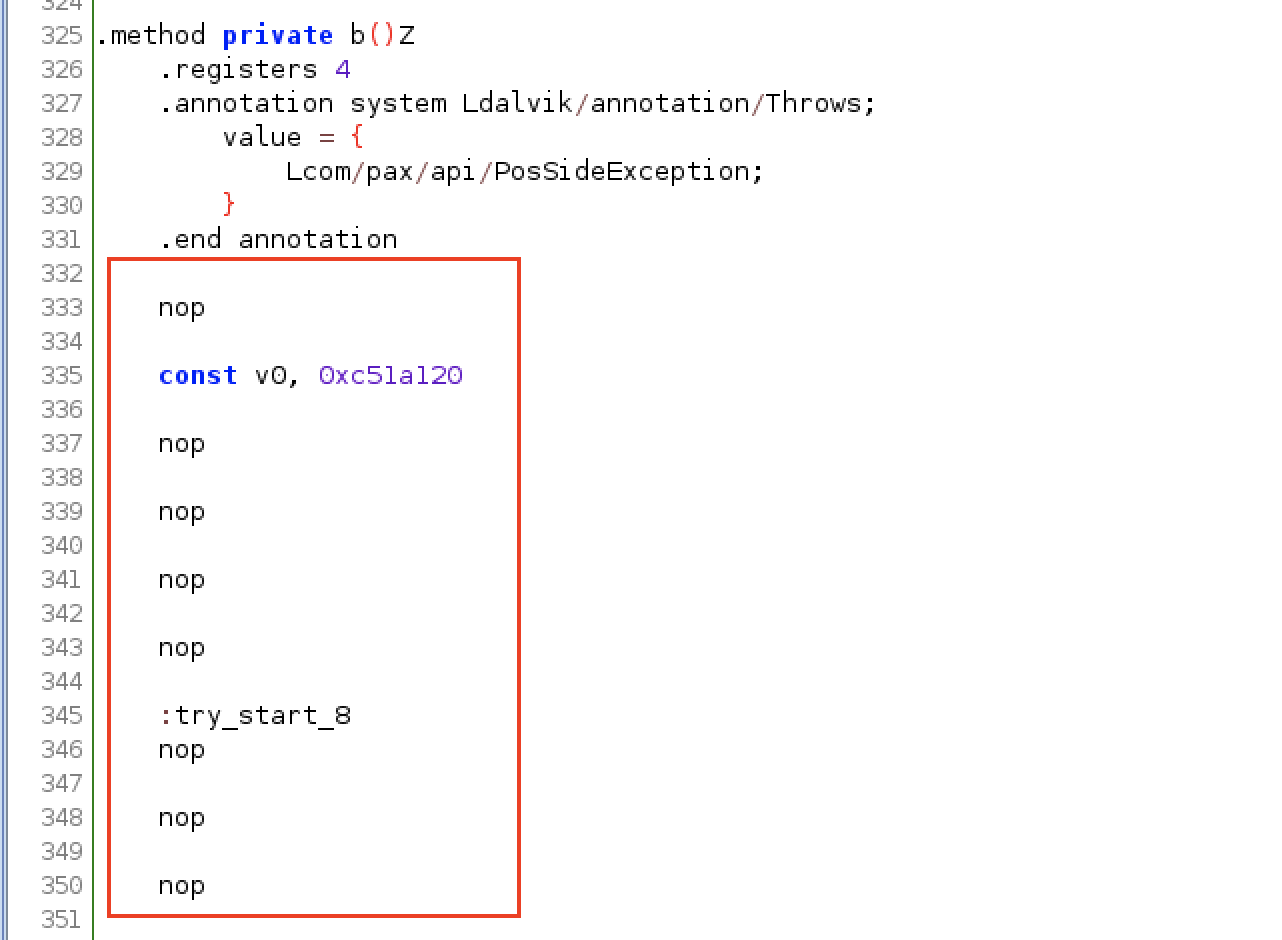 324
325 .method private b()Z
326 .registers 4
327 .annotation system Ldalvik/annotation/Throws;
328 value = {
329 Lcom/pax/api/PosSideException;
330 }
331 .end annotation
332
333 nop
334
335 const v0, 0xc51a120
336
337 nop
338
339 nop
340
341 nop
342
343 nop
344
345 :try_start_8
346 nop
347
348 nop
349
350 nop
351